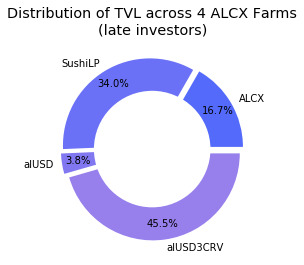 Distribution of TVL across 4 ALCX Farms
(late investors)
SushiLP
34.0%
ALCX
16.7%
alUSD
3.8%
45.5%
alUSD3CRV